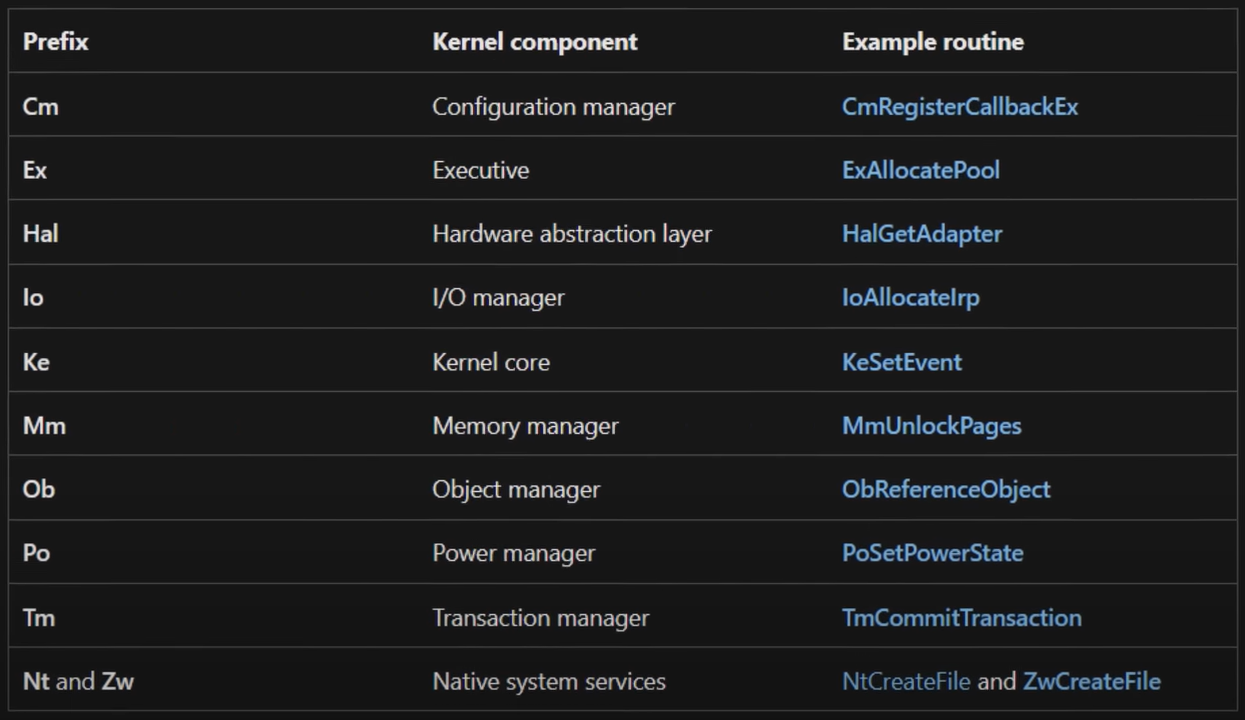 Prefix Kernel component Example routine
Cm Configuration manager CmRegisterCallbackEx
Ex Executive ExAllocatePool
Hal Hardware abstraction layer HalGetAdapter
Io I/O manager IoAllocateIrp
Ke Kernel core KeSetEvent
Mm Memory manager MmUnlockPages
Ob Object manager ObReferenceObject
Po Power manager PoSetPowerState
Tm Transaction manager TmCommitTransaction
Nt and Zw Native system services NtCreateFile and ZwCreateFile